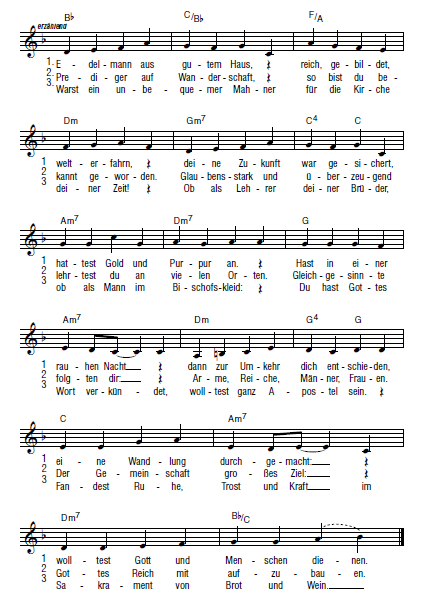 B♭ C/B♭ F/A
erzählend
1. E - del - mann aus gu - tem Haus, reich, ge - bil - det,
2. Pre - di - ger auf Wan - der - schaft, so bist du be -
3. Warst ein un - be - que - mer Mah - ner für die Kir - che
Dm Gm7 C4 C
1 welt - er - fahrn, dei - ne Zu - kunft war ge - si - chert,
2 kannt ge - wor - den. Glau - bens - stark und ü - ber - zeu - gend
3 dei - ner Zeit! Ob als Leh - rer dei - ner Brü - der,
Am7 Dm7 G
1 hat - test Gold und Pur - pur an. Hast in ei - ner
2 lehr - test du an vie - len Or - ten. Gleich - ge - sinn - te
3 ob als Mann im Bi - schofs - kleid: Du hast Got - tes
Am7 Dm G4 G
1 rau - hen Nacht dann zur Um - kehr dich ent - schie - den,
2 folg - ten dir: Ar - me, Rei - che, Män - ner, Frau - en.
3 Wort ver - kün - det, woll - test ganz A - pos - tel sein.
C Am7
1 ei - ne Wand - lung durch - ge - macht:
2 Der Ge - mein - schaft gro - ßes Ziel:
3 Fan - dest Ru - he, Trost und Kraft im
Dm7 B♭/C
1 woll - test Gott und Men - schen die - nen.
2 Got - tes Reich mit auf - zu - bau - en.
3 Sa - kra - ment von Brot und Wein.